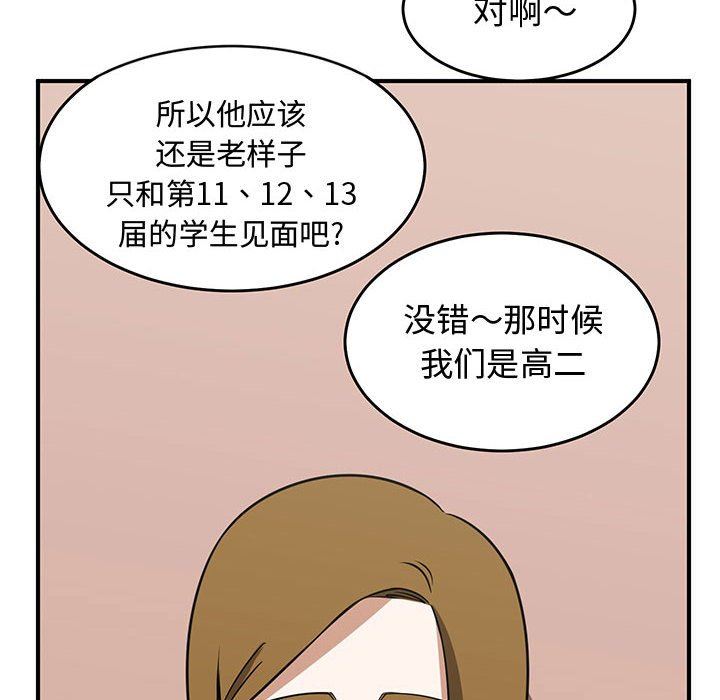 对啊～
所以他应该
还是老样子
只和第11、12、13
届的学生见面吧?
没错～那时候
我们是高二